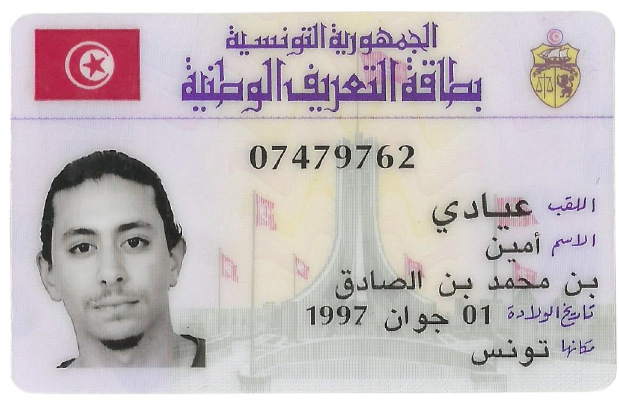 الجمهورية التونسية
بطاقة التعريف الوطنية
07479762
اللقب عيادي
الاسم أمين
بن محمد بن الصادق
تاريخ الولادة 01 جوان 1997
مكانها تونس